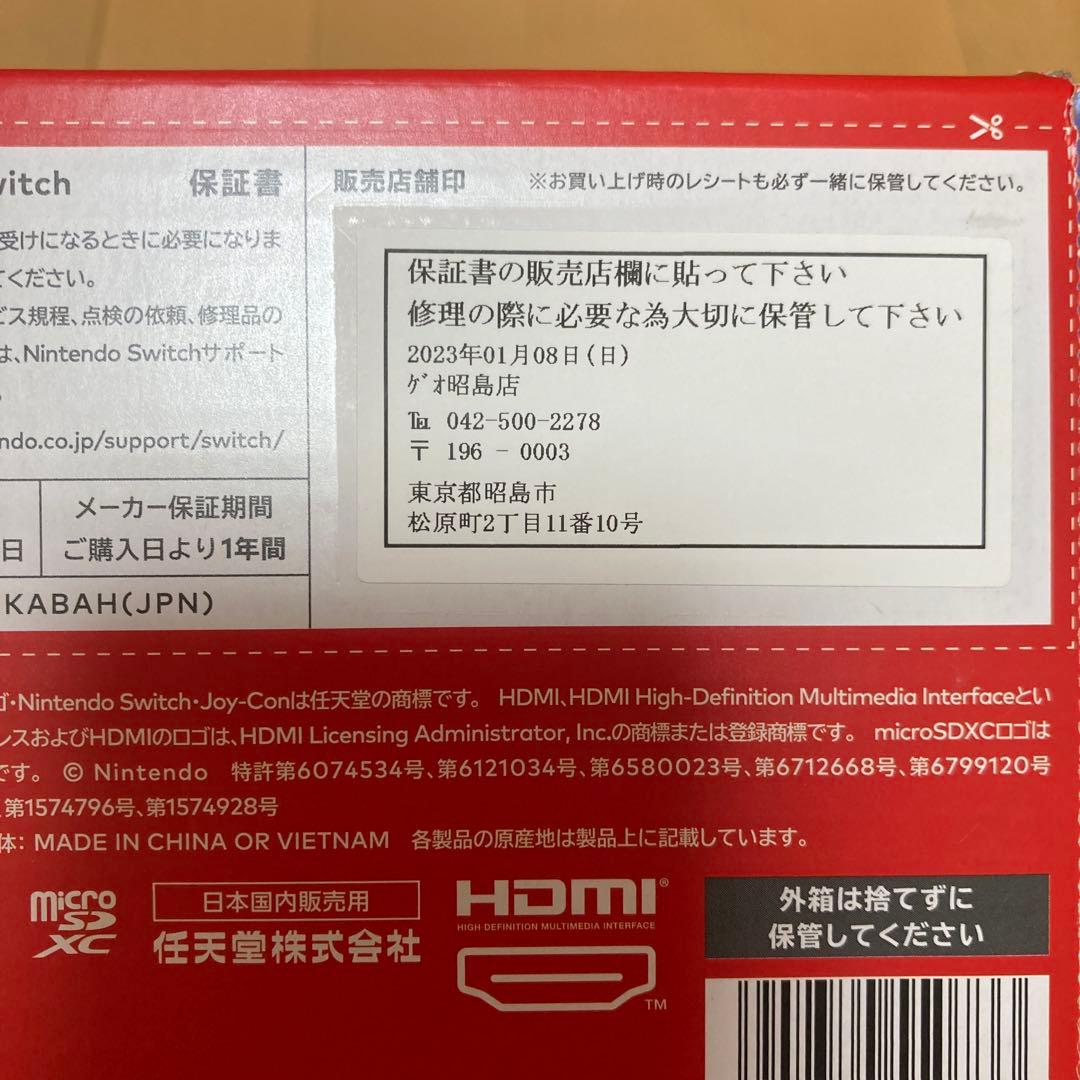 witch 保証書
受けになるときに必要になりま
てください。
ビス規程、点検の依頼、修理品の
は、Nintendo Switchサポート
ndo.co.jp/support/switch/
日
メーカー保証期間
ご購入日より1年間
KABAH(JPN)
販売店舗印 ※お買い上げ時のレシートも必ず一緒に保管してください。
保証書の販売店欄に貼って下さい
修理の際に必要な為大切に保管して下さい
2023年01月08日(日)
ゲオ昭島店
℡ 042-500-2278
〒 196 - 0003
東京都昭島市
松原町2丁目11番10号
ゴ・Nintendo Switch・Joy-Conは任天堂の商標です。 HDMI、HDMI High-Definition Multimedia Interfaceとい
レスおよびHDMIのロゴは、HDMI Licensing Administrator, Inc.の商標または登録商標です。 microSDXCロゴは
です。 © Nintendo 特許第6074534号、第6121034号、第6580023号、第6712668号、第6799120号
、第1574796号、第1574928号
体: MADE IN CHINA OR VIETNAM 各製品の原産地は製品上に記載しています。
micro SD XC
日本国内販売用
任天堂株式会社
HDMI®
HIGH-DEFINITION MULTIMEDIA INTERFACE
TM
外箱は捨てずに
保管してください